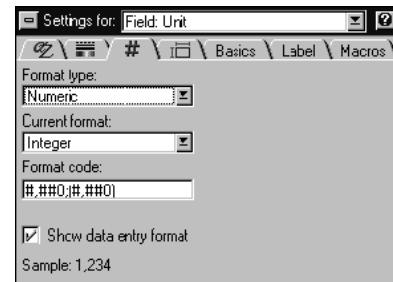 Settings for: Field: Unit
# Basics Label Macros
Format type:
Numeric
Current format:
Integer
Format code:
#,##0;(#,##0)
Show data entry format
Sample: 1,234